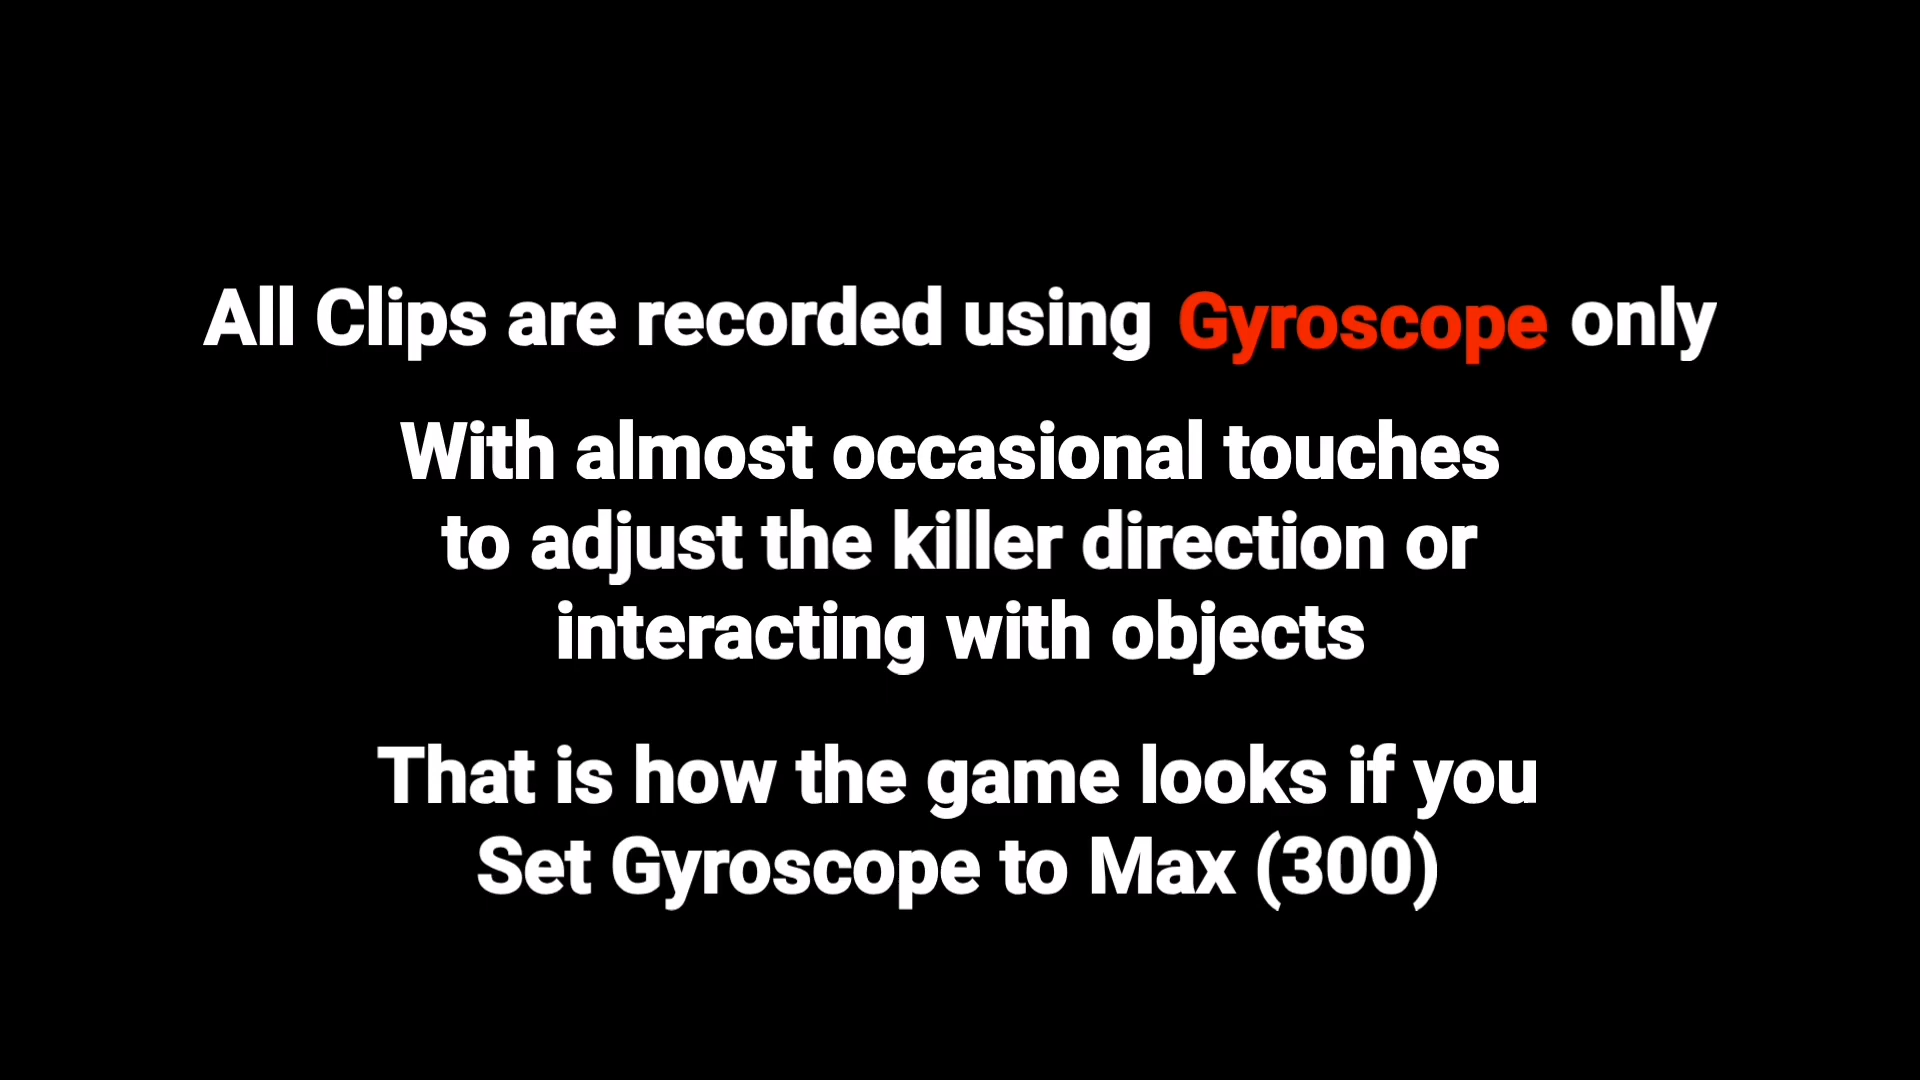 All Clips are recorded using Gyroscope only
With almost occasional touches
to adjust the killer direction or
interacting with objects
That is how the game looks if you
Set Gyroscope to Max (300)